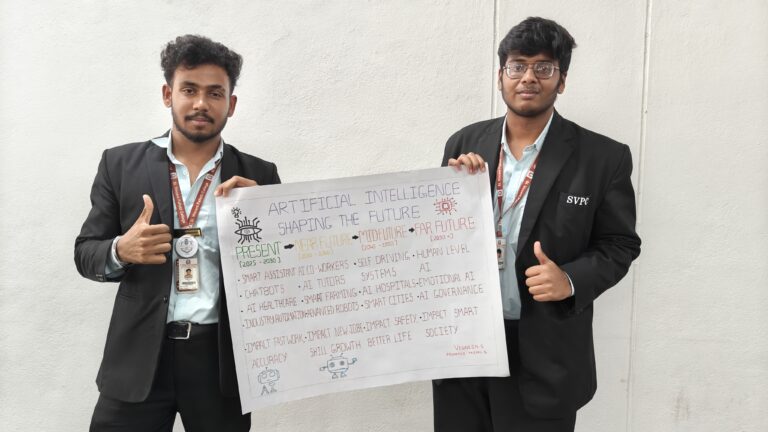 ARTIFICIAL INTELLIGENCE
SHAPING THE FUTURE
PRESENT NEAR FUTURE MID FUTURE FAR FUTURE
[2025 - 2030]
• SMART ASSISTANT AI CO-WORKERS • SELF DRIVING • HUMAN LEVEL
• CHATBOTS • AI TUTORS SYSTEMS AI
• AI HEALTHCARE • SMART FARMING • AI HOSPITALS • EMOTIONAL AI
• INDUSTRY AUTOMATION • ADVANCED ROBOTS • SMART CITIES • AI GOVERNANCE
• IMPACT FAST WORK, • IMPACT NEW JOBS • IMPACT SAFETY, • IMPACT SMART
ACCURACY SKILL GROWTH BETTER LIFE SOCIETY
AI
SVPC